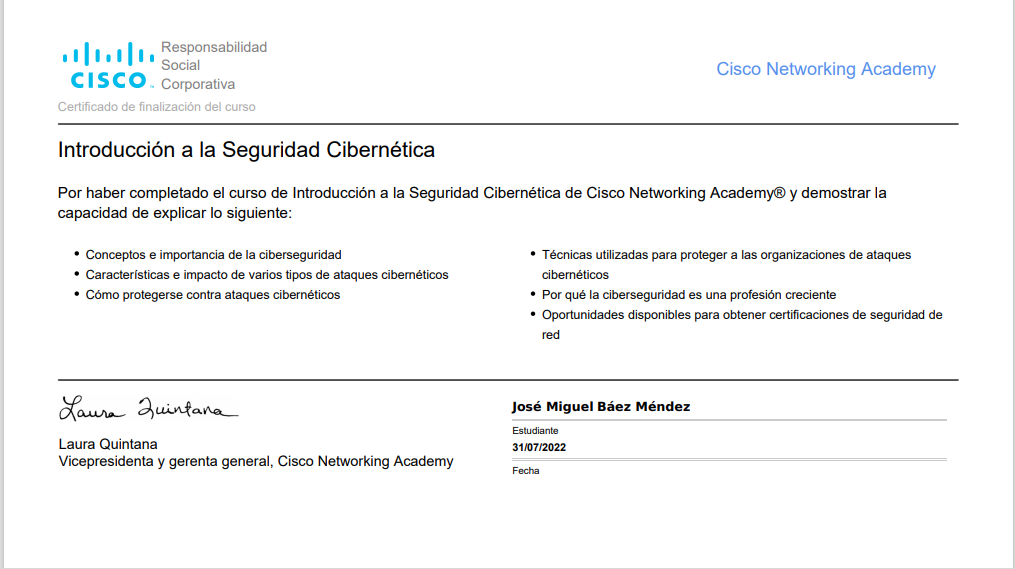 Responsabilidad
Social
Corporativa
CISCO
Cisco Networking Academy
Certificado de finalización del curso
Introducción a la Seguridad Cibernética
Por haber completado el curso de Introducción a la Seguridad Cibernética de Cisco Networking Academy® y demostrar la
capacidad de explicar lo siguiente:
• Conceptos e importancia de la ciberseguridad
• Características e impacto de varios tipos de ataques cibernéticos
• Cómo protegerse contra ataques cibernéticos
• Técnicas utilizadas para proteger a las organizaciones de ataques
cibernéticos
• Por qué la ciberseguridad es una profesión creciente
• Oportunidades disponibles para obtener certificaciones de seguridad de
red
Laura Quintana
Laura Quintana
Vicepresidenta y gerenta general, Cisco Networking Academy
José Miguel Báez Méndez
Estudiante
31/07/2022
Fecha